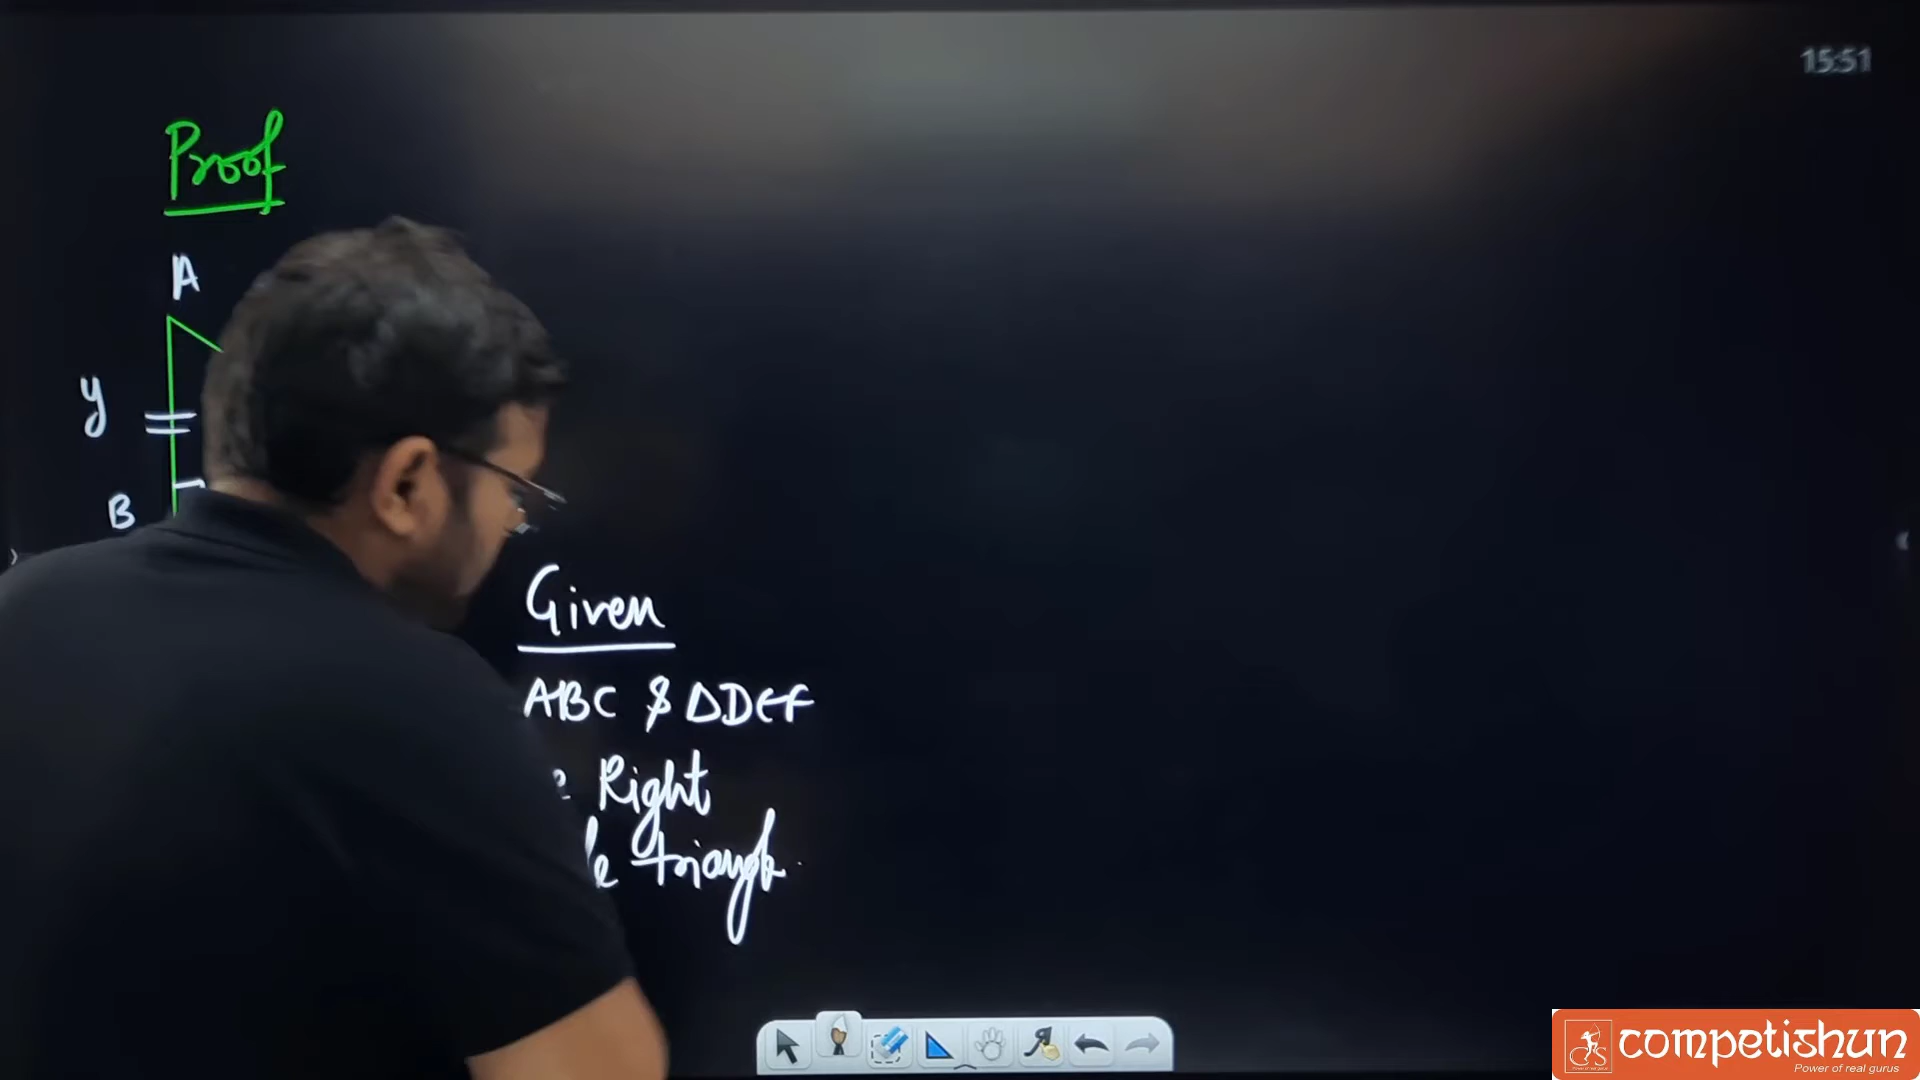 15:51
Proof
A
y
B
Given
ABC & ΔDEF
Right
triangle.
competishun
Power of real gurus